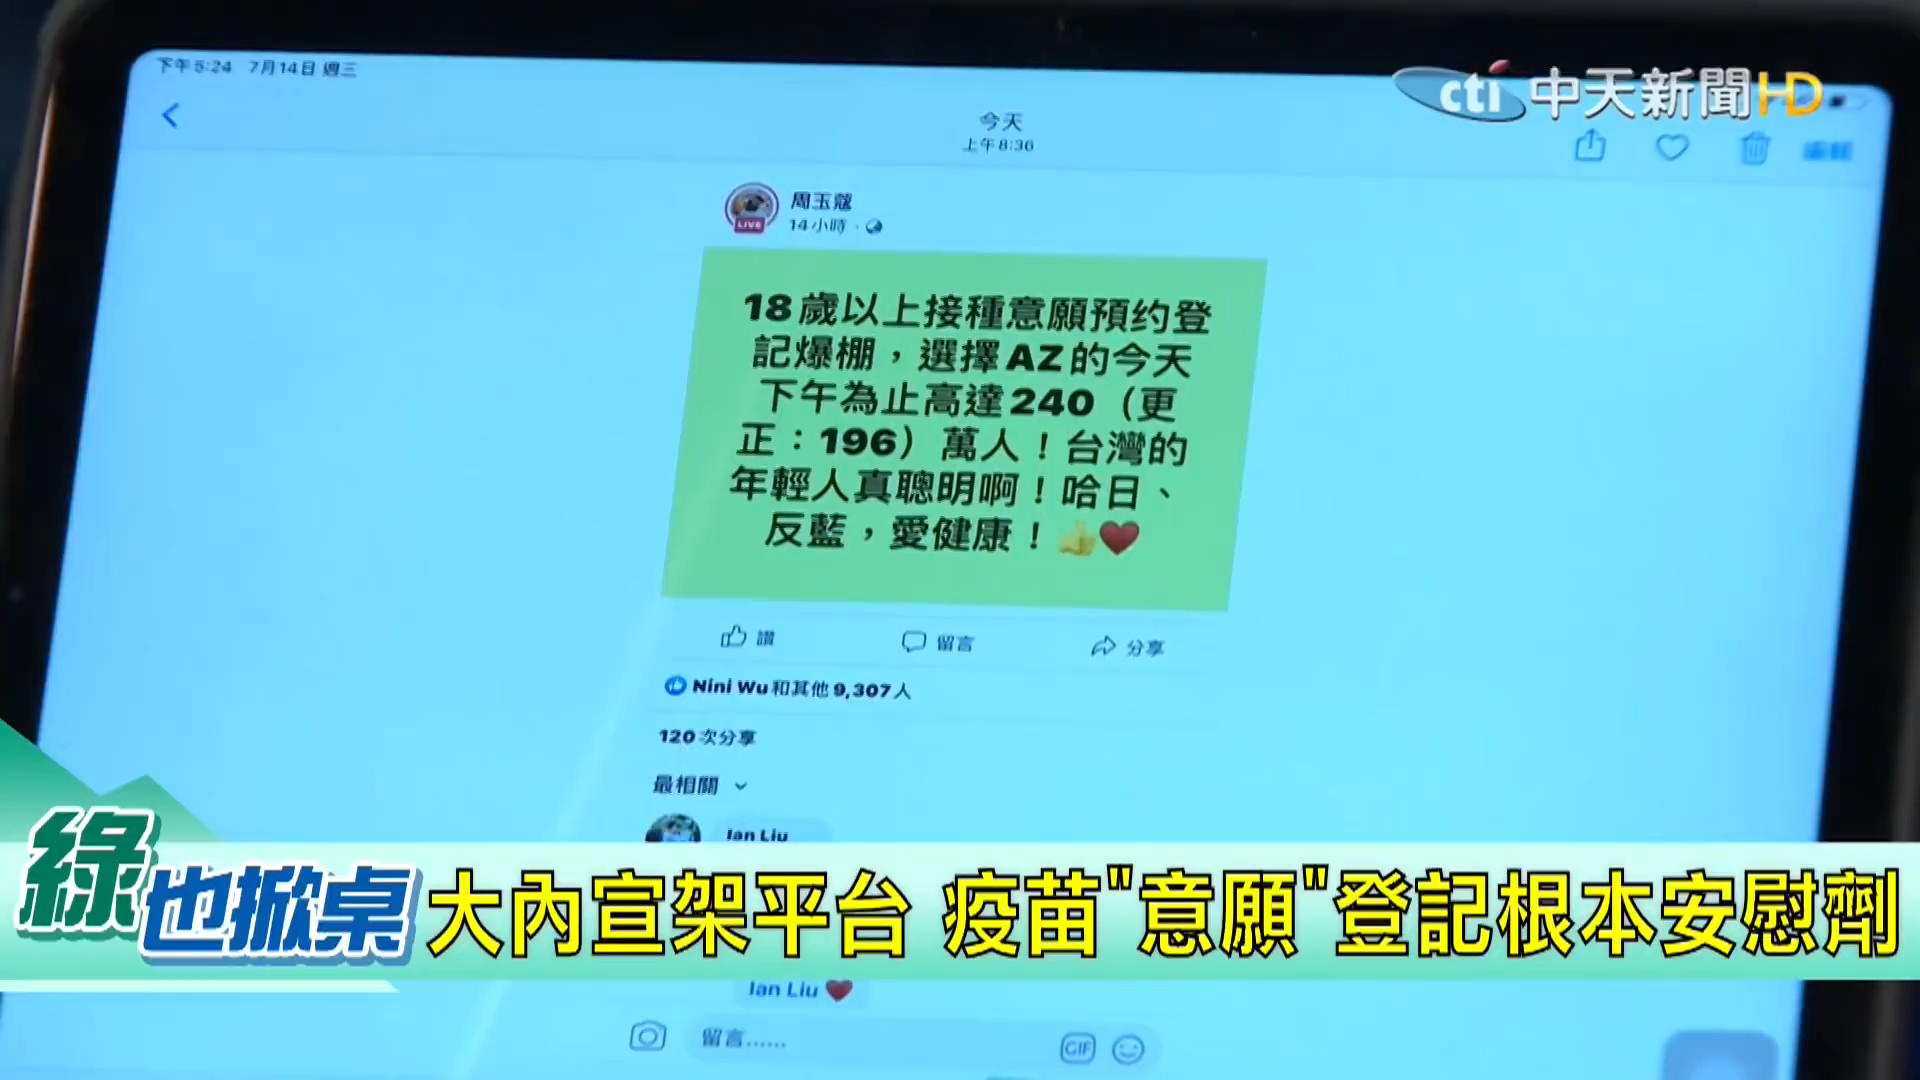 下午5:24 7月14日 週三
cti 中天新聞HD
今天
上午8:36
周玉蔻
LIVE
14小時
18歲以上接種意願預約登
記爆棚，選擇AZ的今天
下午為止高達240（更
正：196）萬人！台灣的
年輕人真聰明啊！哈日、
反藍，愛健康！👍❤️
讚 留言 分享
Nini Wu和其他9,307人
120次分享
最相關
Ian Liu
綠也掀桌
大內宣架平台 疫苗"意願"登記根本安慰劑
Ian Liu ❤️
留言......
GIF